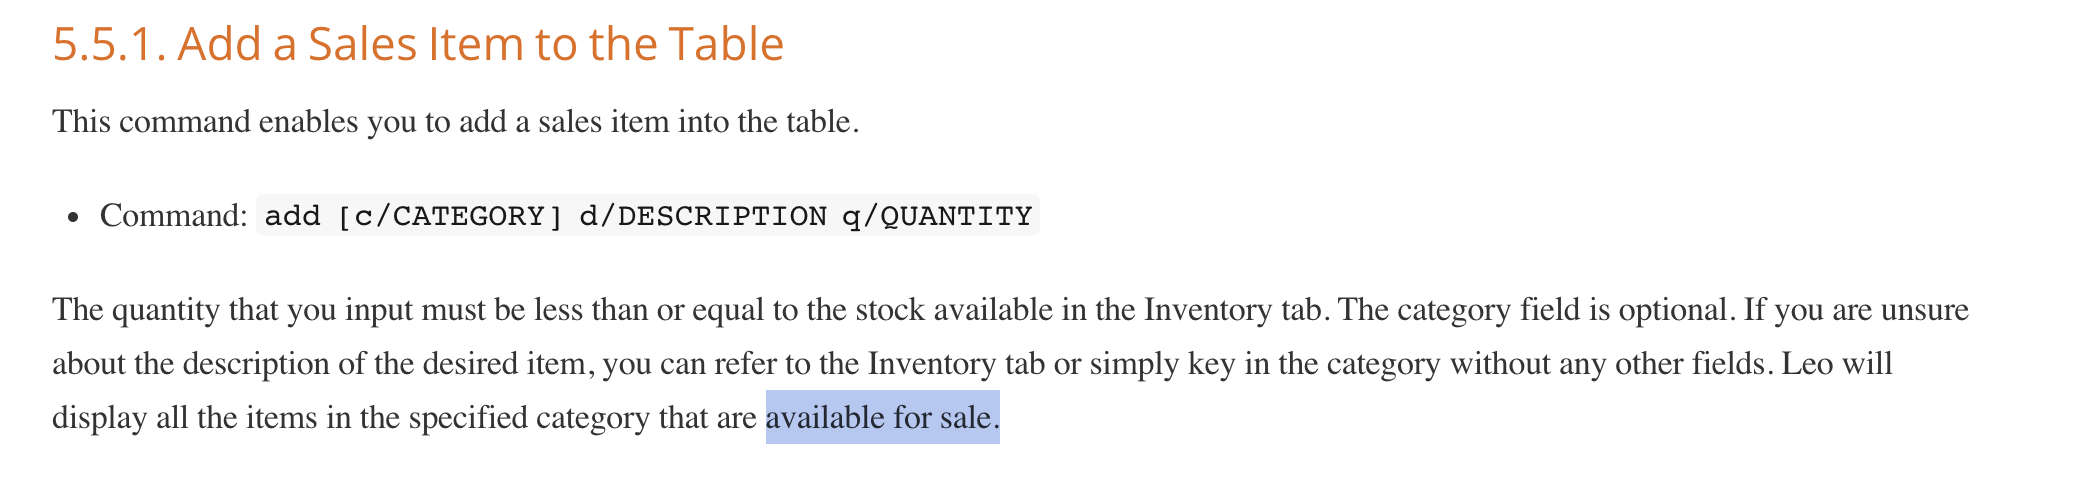 5.5.1. Add a Sales Item to the Table
This command enables you to add a sales item into the table.
• Command: add [c/CATEGORY] d/DESCRIPTION q/QUANTITY
The quantity that you input must be less than or equal to the stock available in the Inventory tab. The category field is optional. If you are unsure
about the description of the desired item, you can refer to the Inventory tab or simply key in the category without any other fields. Leo will
display all the items in the specified category that are available for sale.